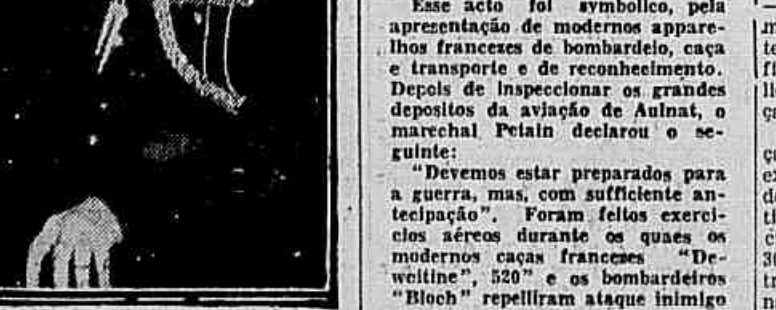 Esse acto foi symbolico, pela
apresentação de modernos appare-
lhos francezes de bombardeio, caça
e transporte e de reconhecimento.
Depois de inspeccionar os grandes
depositos da aviação de Aulnat, o
marechal Petain declarou o se-
guinte:
"Devemos estar preparados para
a guerra, mas, com sufficiente an-
tecipação". Foram feitos exerci-
cios aéreos durante os quaes os
modernos caças francezes "De-
woitine", 520" e os bombardeiros
"Bloch" repelliram ataque inimigo